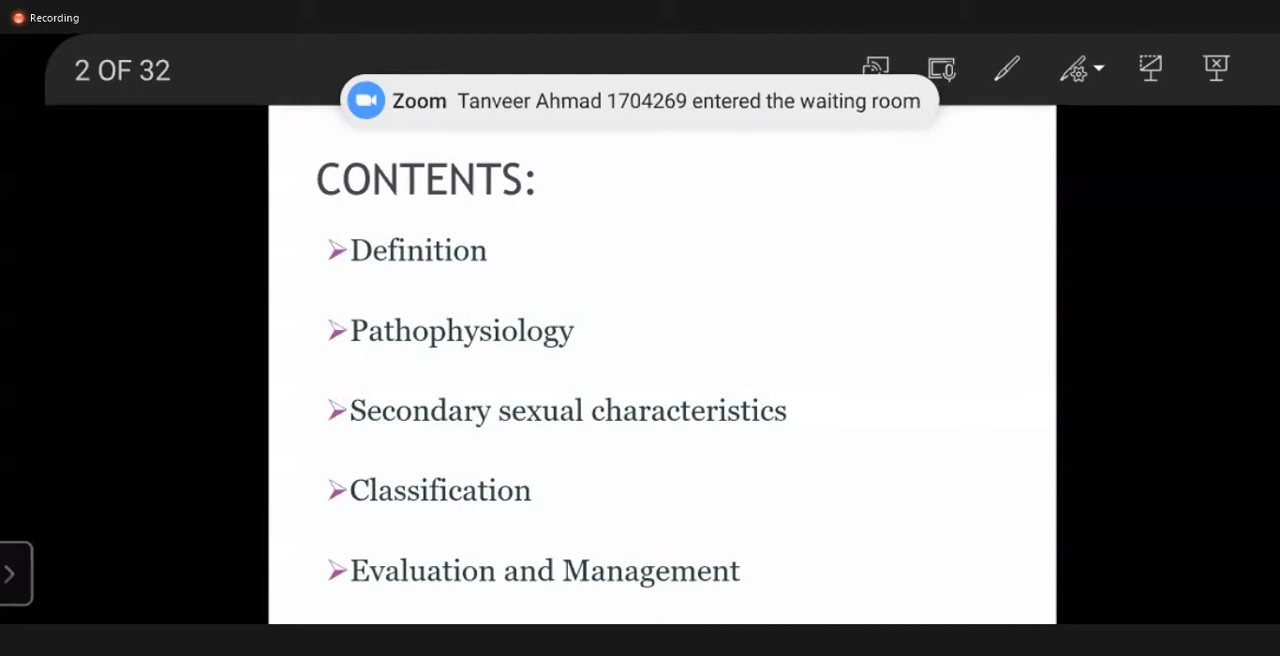 Recording
2 OF 32
Zoom Tanveer Ahmad 1704269 entered the waiting room
CONTENTS:
Definition
Pathophysiology
Secondary sexual characteristics
Classification
Evaluation and Management